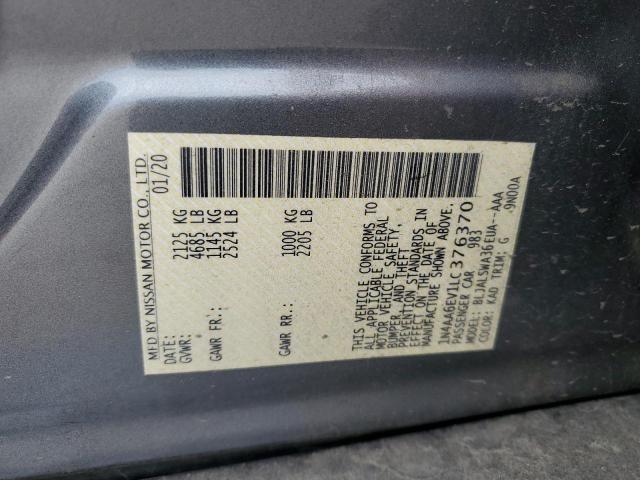 MFD BY NISSAN MOTOR CO., LTD.
DATE: 01/20
GVWR: 2125 KG
4685 LB
GAWR FR: 1145 KG
2524 LB
GAWR RR: 1000 KG
2205 LB
THIS VEHICLE CONFORMS TO
ALL APPLICABLE FEDERAL
MOTOR VEHICLE SAFETY,
BUMPER, AND THEFT
PREVENTION STANDARDS IN
EFFECT ON THE DATE OF
MANUFACTURE SHOWN ABOVE.
1N4AA6EV1LC376370
PASSENGER CAR 983
MODEL: BLJALSWA36EUA--AAA
COLOR: KAD TRIM: G 9N00A